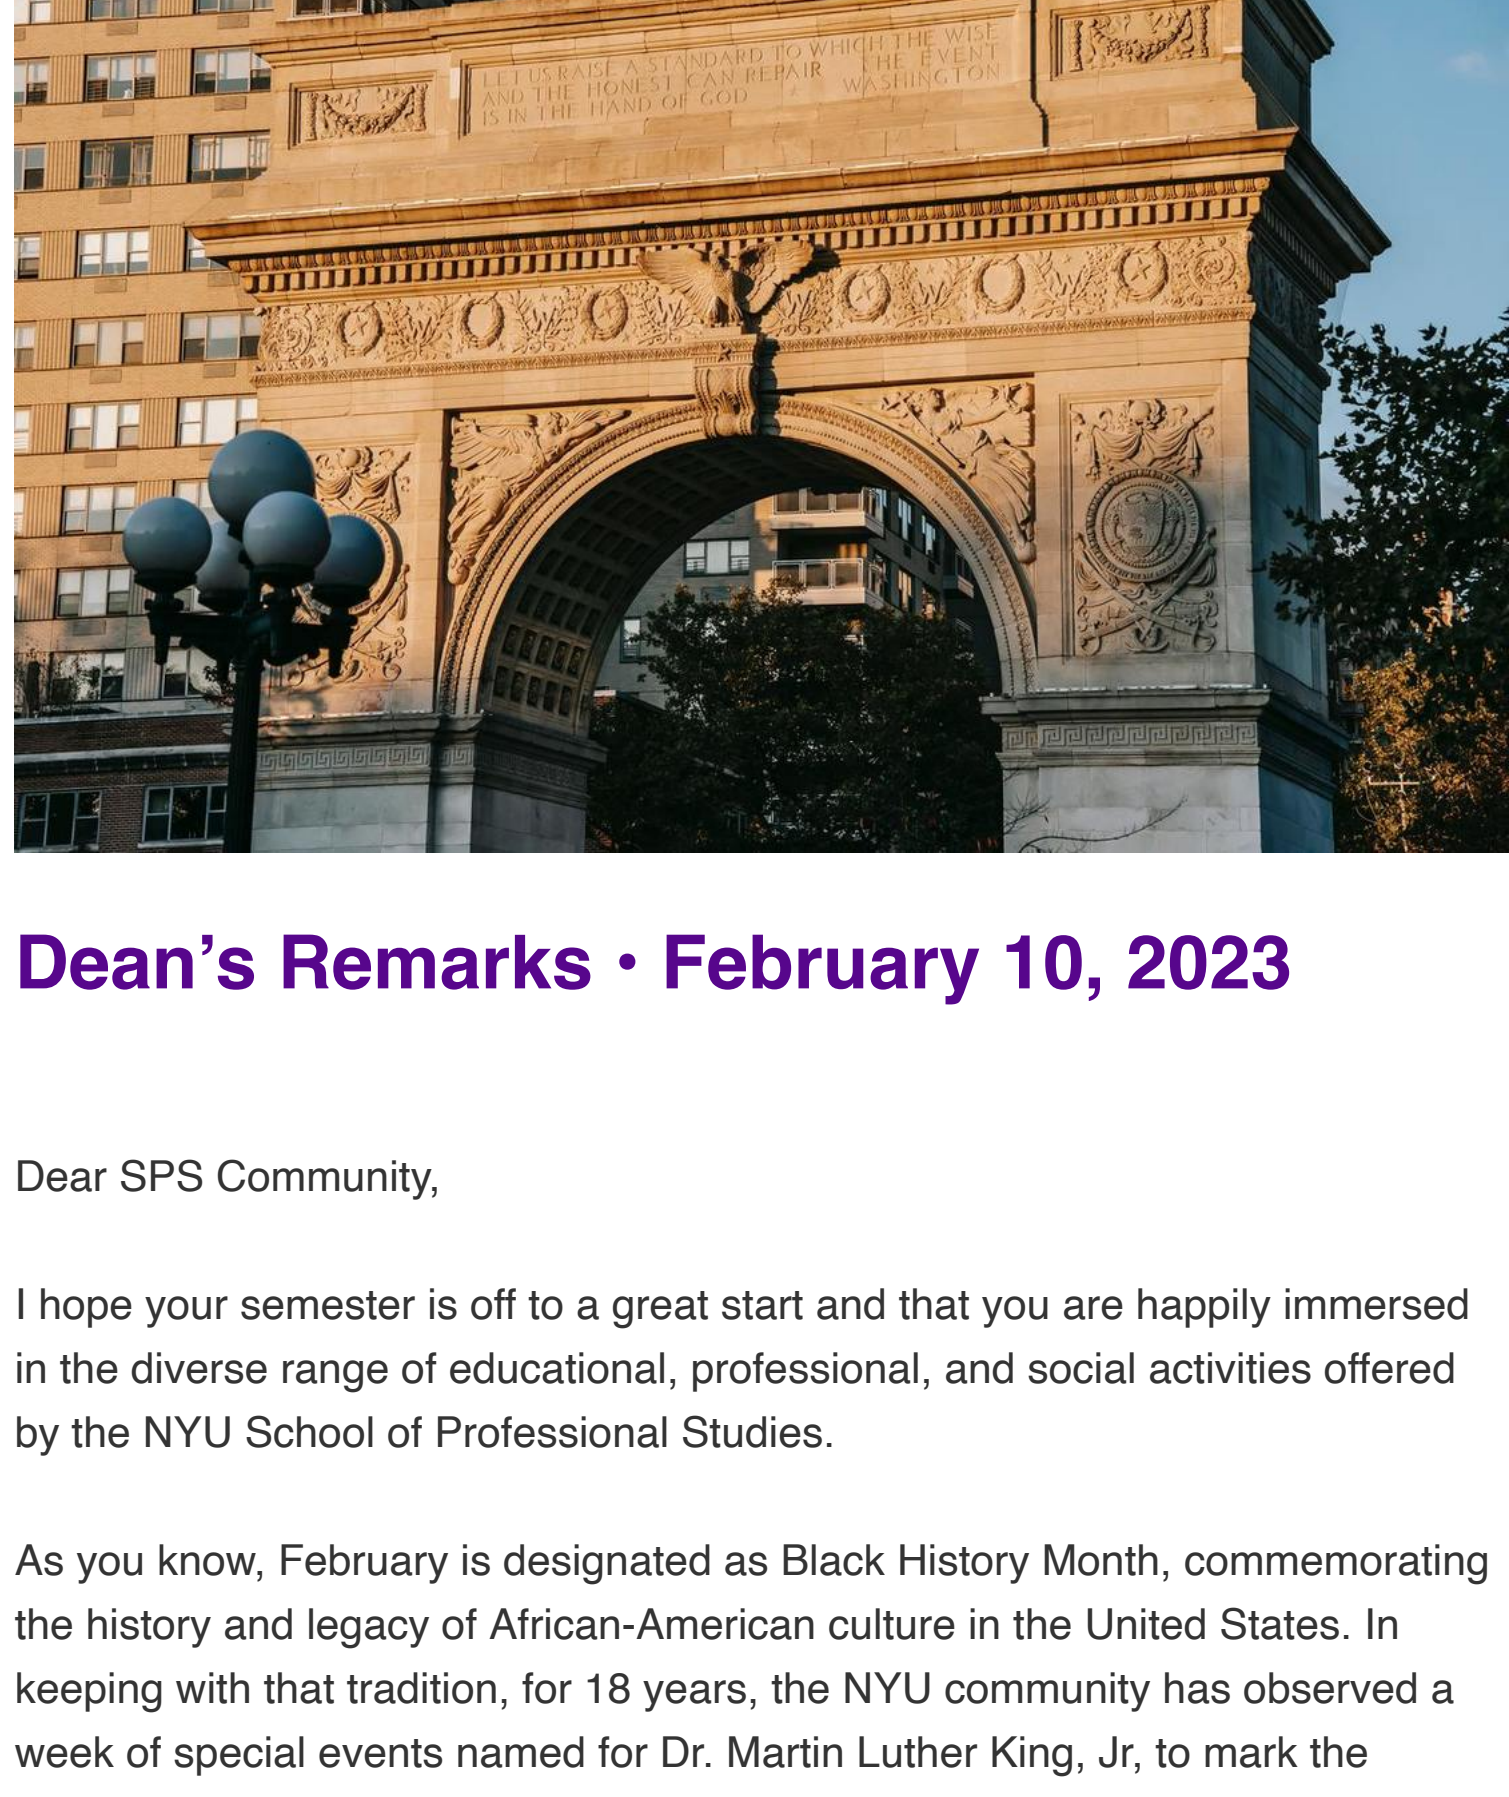 LET US RAISE A STANDARD TO WHICH THE WISE
AND THE HONEST CAN REPAIR THE EVENT
IS IN THE HAND OF GOD WASHINGTON
Dean’s Remarks • February 10, 2023
Dear SPS Community,
I hope your semester is off to a great start and that you are happily immersed
in the diverse range of educational, professional, and social activities offered
by the NYU School of Professional Studies.
As you know, February is designated as Black History Month, commemorating
the history and legacy of African-American culture in the United States. In
keeping with that tradition, for 18 years, the NYU community has observed a
week of special events named for Dr. Martin Luther King, Jr, to mark the